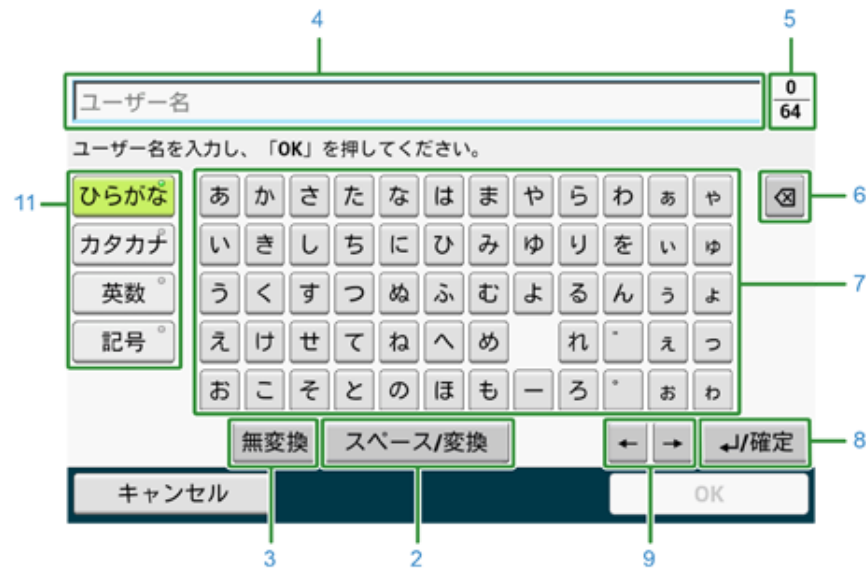 4 5
ユーザー名 0
64
ユーザー名を入力し、「OK」を押してください。
11 ひらがな あ か さ た な は ま や ら わ ぁ ゃ 6
カタカナ い き し ち に ひ み ゆ り を ぃ ゅ
英数 う く す つ ぬ ふ む よ る ん ぅ ょ 7
記号 え け せ て ね へ め れ ゛ ぇ っ
お こ そ と の ほ も ー ろ ゜ ぉ ゎ
無変換 スペース/変換 ← → ↲/確定 8
キャンセル OK
3 2 9